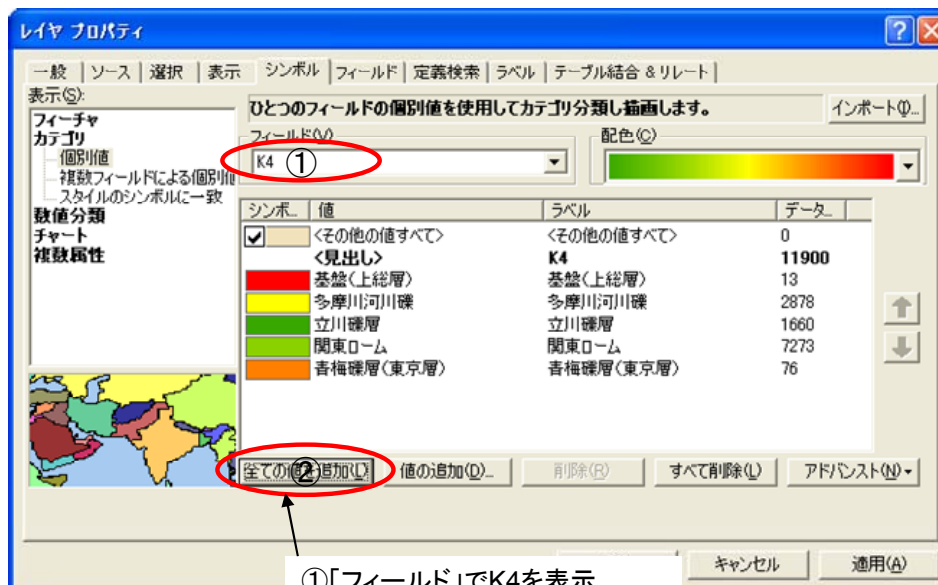 レイヤ プロパティ
一般 ソース 選択 表示 シンボル フィールド 定義検索 ラベル テーブル結合 & リレート
表示(S):
フィーチャ
カテゴリ
個別値
複数フィールドによる個別値
スタイルのシンボルに一致
数値分類
チャート
複数属性
ひとつのフィールドの個別値を使用してカテゴリ分類し描画します。
インポート(I)...
フィールド(V)
K4 ①
配色(C)
シンボ... 値 ラベル データ...
<その他の値すべて> <その他の値すべて> 0
<見出し> K4 11900
基盤(上総層) 基盤(上総層) 13
多摩川河川礫 多摩川河川礫 2878
立川礫層 立川礫層 1660
関東ローム 関東ローム 7273
青梅礫層(東京層) 青梅礫層(東京層) 76
全ての値を追加(L) ② 値の追加(D)... 削除(R) すべて削除(L) アドバンスト(N)
①「フィールド」でK4を表示
キャンセル 適用(A)